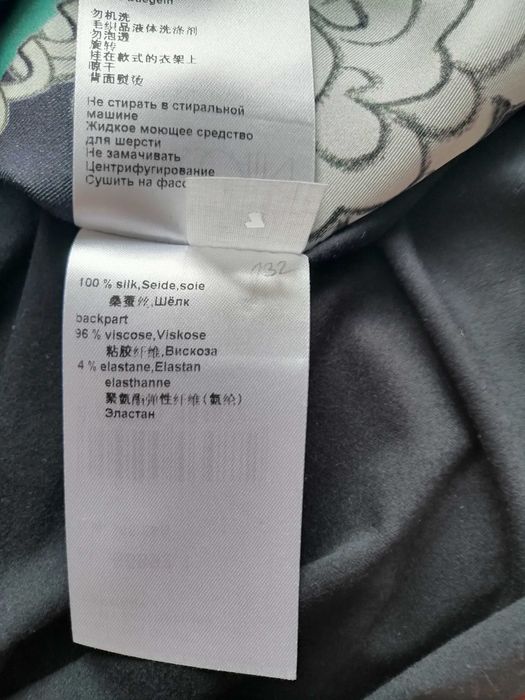 勿机洗
毛织品液体洗涤剂
勿泡透
旋转
挂在款式的衣架上
晾干
背面熨烫
Не стирать в стиральной
машине
Жидкое моющее средство
для шерсти
Не замачивать
Центрифугирование
Сушить на фасо
132
100 % silk,Seide,soie
桑蚕丝,Шёлк
backpart
96 % viscose,Viskose
粘胶纤维,Вискоза
4 % elastane,Elastan
elasthanne
聚氨酯弹性纤维(氨纶)
Эластан